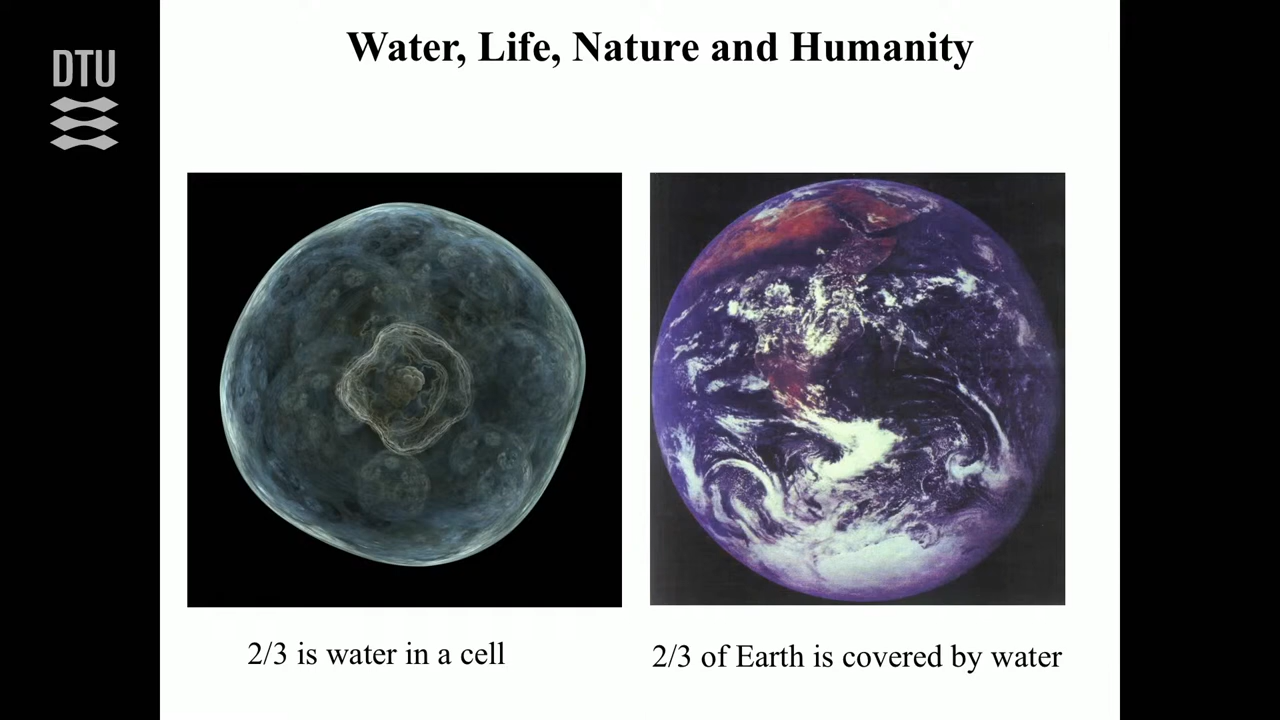 DTU
Water, Life, Nature and Humanity
2/3 is water in a cell
2/3 of Earth is covered by water